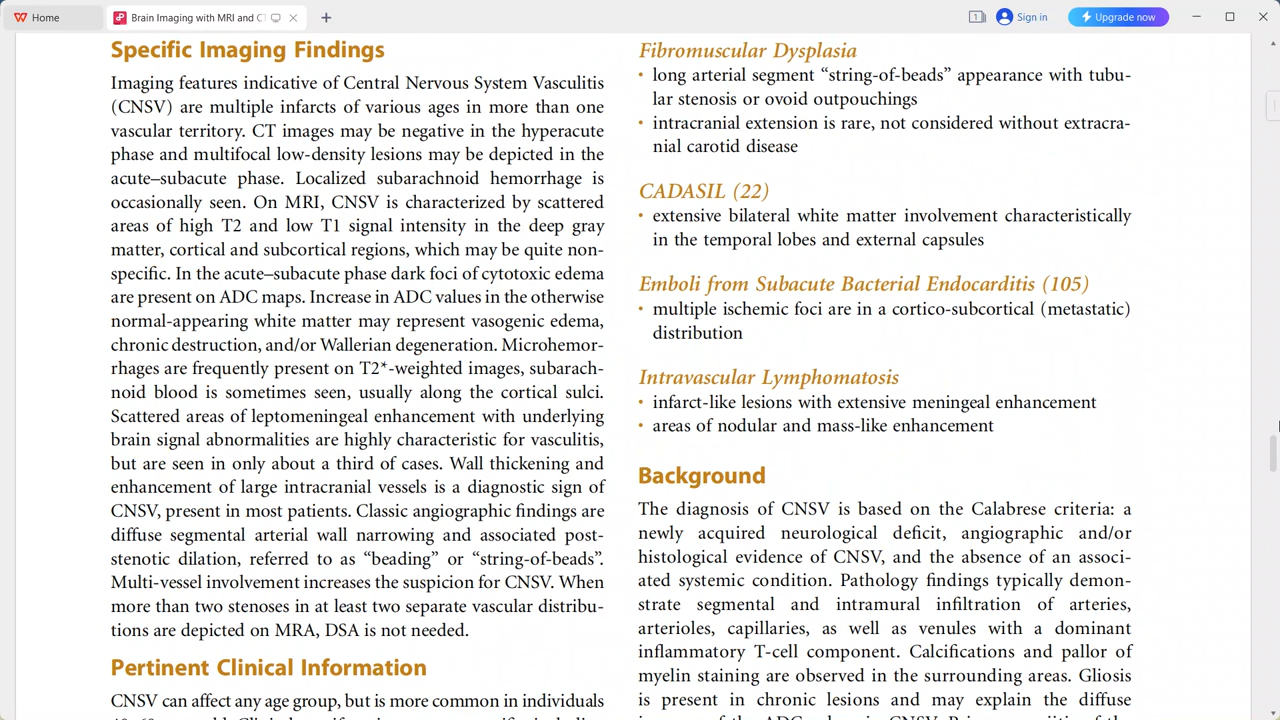 Home
Brain Imaging with MRI and C
1
Sign in
Upgrade now
Specific Imaging Findings
Imaging features indicative of Central Nervous System Vasculitis
(CNSV) are multiple infarcts of various ages in more than one
vascular territory. CT images may be negative in the hyperacute
phase and multifocal low-density lesions may be depicted in the
acute–subacute phase. Localized subarachnoid hemorrhage is
occasionally seen. On MRI, CNSV is characterized by scattered
areas of high T2 and low T1 signal intensity in the deep gray
matter, cortical and subcortical regions, which may be quite non-
specific. In the acute–subacute phase dark foci of cytotoxic edema
are present on ADC maps. Increase in ADC values in the otherwise
normal-appearing white matter may represent vasogenic edema,
chronic destruction, and/or Wallerian degeneration. Microhemor-
rhages are frequently present on T2*-weighted images, subarach-
noid blood is sometimes seen, usually along the cortical sulci.
Scattered areas of leptomeningeal enhancement with underlying
brain signal abnormalities are highly characteristic for vasculitis,
but are seen in only about a third of cases. Wall thickening and
enhancement of large intracranial vessels is a diagnostic sign of
CNSV, present in most patients. Classic angiographic findings are
diffuse segmental arterial wall narrowing and associated post-
stenotic dilation, referred to as “beading” or “string-of-beads”.
Multi-vessel involvement increases the suspicion for CNSV. When
more than two stenoses in at least two separate vascular distribu-
tions are depicted on MRA, DSA is not needed.
Pertinent Clinical Information
CNSV can affect any age group, but is more common in individuals
Fibromuscular Dysplasia
• long arterial segment “string-of-beads” appearance with tubu-
lar stenosis or ovoid outpouchings
• intracranial extension is rare, not considered without extracra-
nial carotid disease
CADASIL (22)
• extensive bilateral white matter involvement characteristically
in the temporal lobes and external capsules
Emboli from Subacute Bacterial Endocarditis (105)
• multiple ischemic foci are in a cortico-subcortical (metastatic)
distribution
Intravascular Lymphomatosis
• infarct-like lesions with extensive meningeal enhancement
• areas of nodular and mass-like enhancement
Background
The diagnosis of CNSV is based on the Calabrese criteria: a
newly acquired neurological deficit, angiographic and/or
histological evidence of CNSV, and the absence of an associ-
ated systemic condition. Pathology findings typically demon-
strate segmental and intramural infiltration of arteries,
arterioles, capillaries, as well as venules with a dominant
inflammatory T-cell component. Calcifications and pallor of
myelin staining are observed in the surrounding areas. Gliosis
is present in chronic lesions and may explain the diffuse